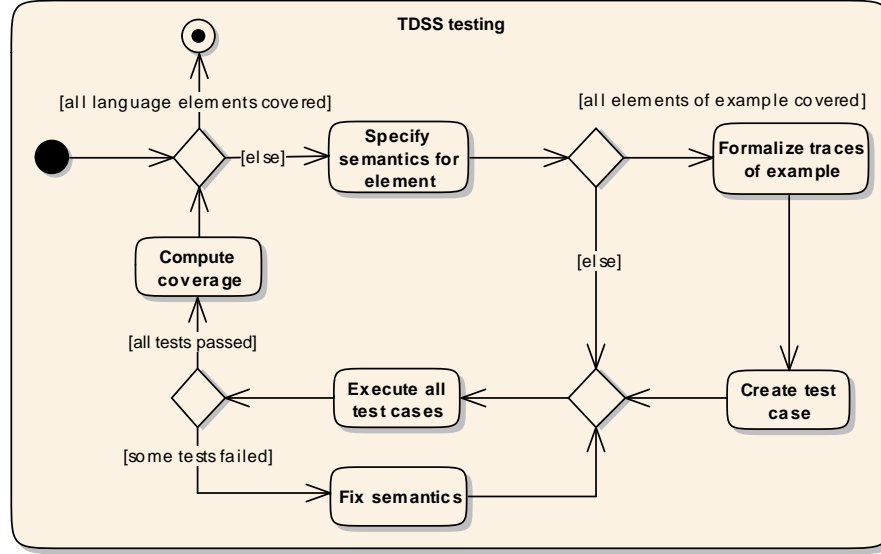 TDSS testing
[all language elements covered]
[all elements of example covered]
Specify
semantics for
element
Formalize traces
of example
[else]
Compute
coverage
[else]
[all tests passed]
Execute all
test cases
Create test
case
[some tests failed]
Fix semantics